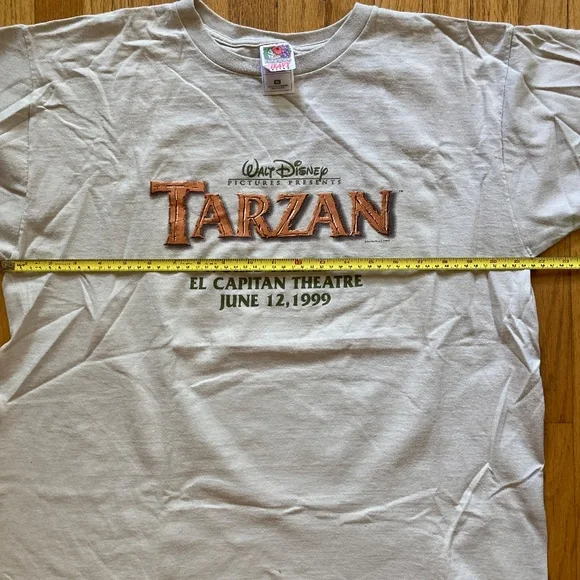 Walt Disney
PICTURES PRESENTS
TARZAN
EL CAPITAN THEATRE
JUNE 12, 1999